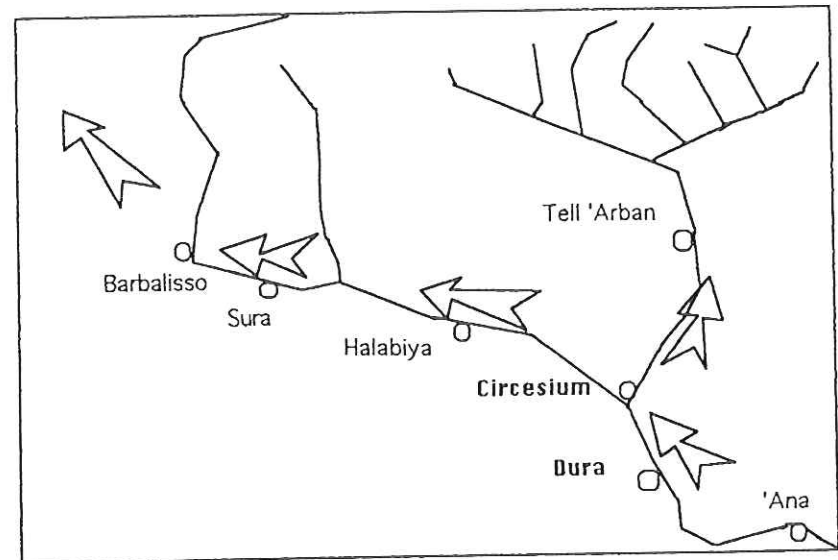 Tell 'Arban
Barbalisso
Sura
Halabiya
Circesium
Dura
'Ana